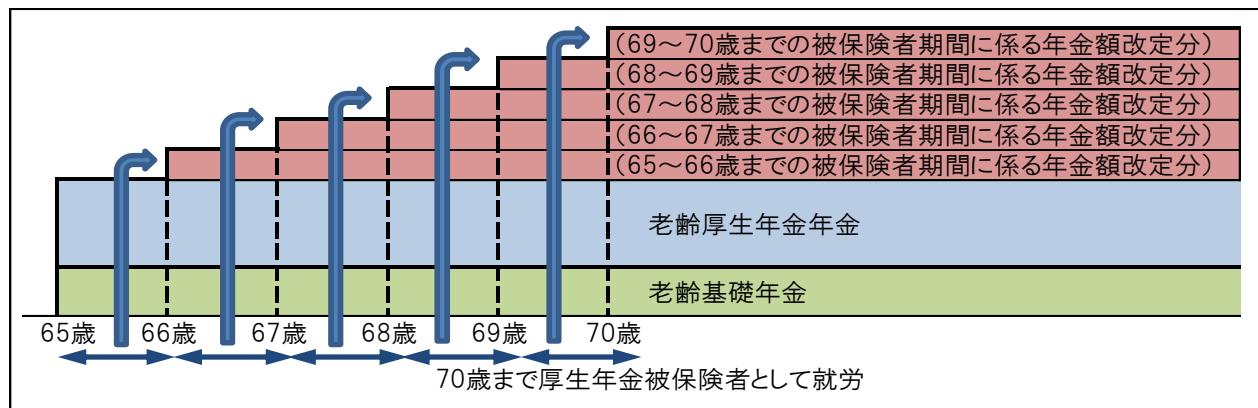 (69～70歳までの被保険者期間に係る年金額改定分)
(68～69歳までの被保険者期間に係る年金額改定分)
(67～68歳までの被保険者期間に係る年金額改定分)
(66～67歳までの被保険者期間に係る年金額改定分)
(65～66歳までの被保険者期間に係る年金額改定分)
老齢厚生年金年金
老齢基礎年金
65歳 66歳 67歳 68歳 69歳 70歳
70歳まで厚生年金被保険者として就労